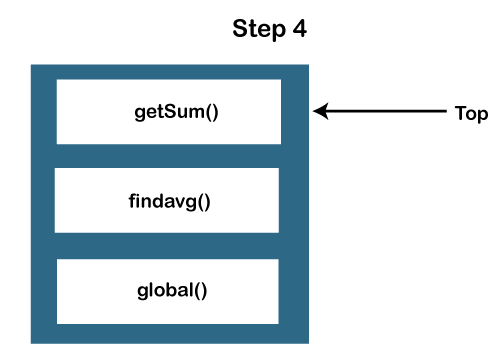 Step 4
getSum()
Top
findavg()
global()